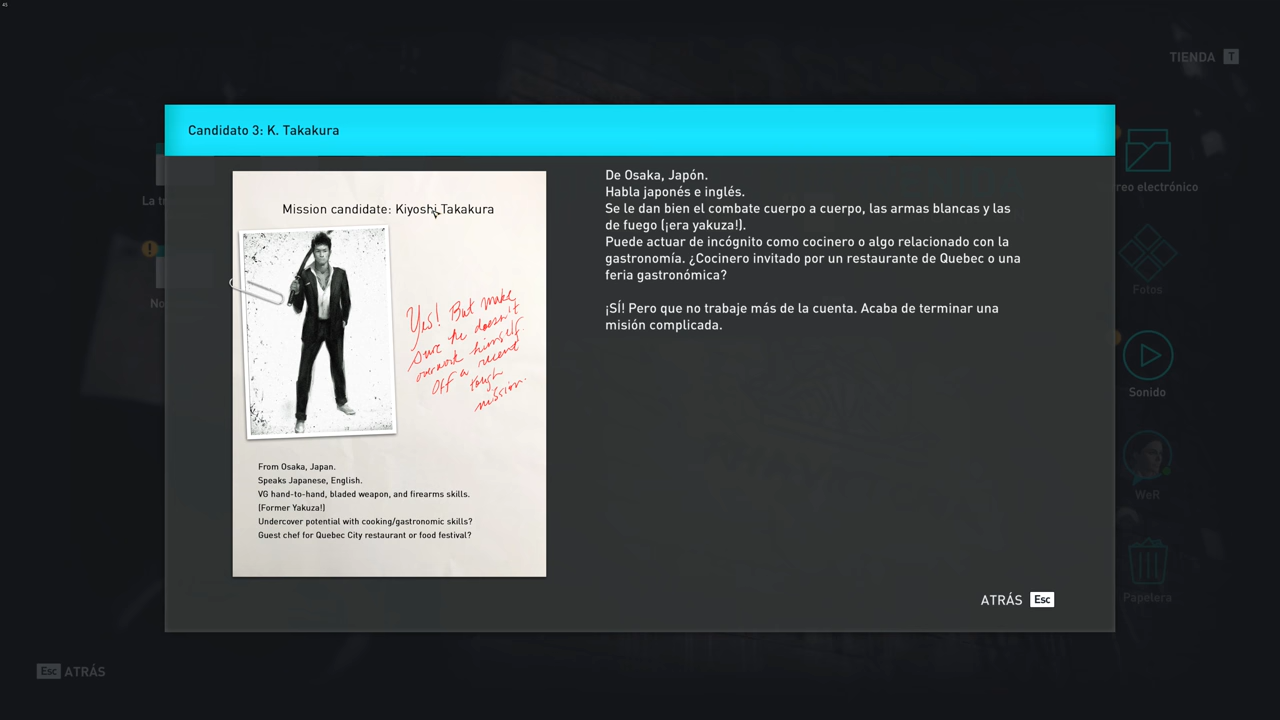 45
TIENDA T
Candidato 3: K. Takakura
Mission candidate: Kiyoshi Takakura
Yes! But make
sure he doesn't
overwork himself.
Off a recent
tough
mission.
From Osaka, Japan.
Speaks Japanese, English.
VG hand-to-hand, bladed weapon, and firearms skills.
(Former Yakuza!)
Undercover potential with cooking/gastronomic skills?
Guest chef for Quebec City restaurant or food festival?
De Osaka, Japón.
Habla japonés e inglés.
Se le dan bien el combate cuerpo a cuerpo, las armas blancas y las
de fuego (¡era yakuza!).
Puede actuar de incógnito como cocinero o algo relacionado con la
gastronomía. ¿Cocinero invitado por un restaurante de Quebec o una
feria gastronómica?
¡SÍ! Pero que no trabaje más de la cuenta. Acaba de terminar una
misión complicada.
ATRÁS Esc
La t
No
reo electrónico
Fotos
Sonido
WeR
Papelera
Esc ATRÁS